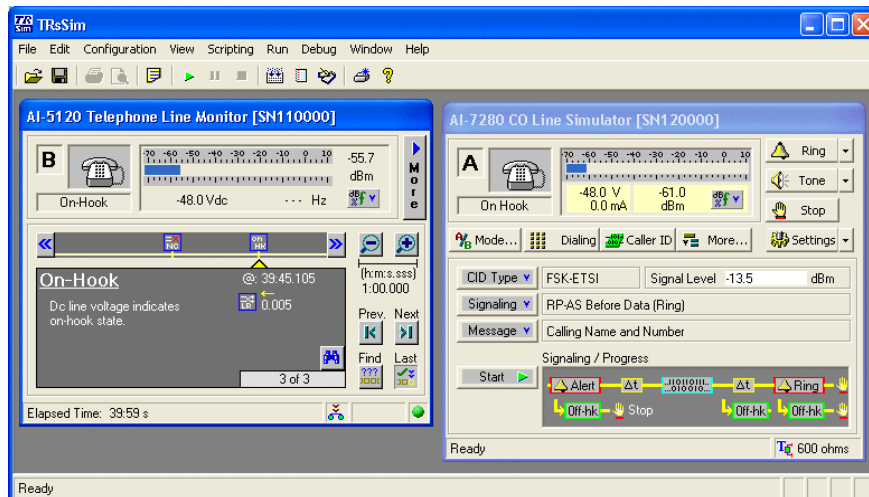 TRsSim
File Edit Configuration View Scripting Run Debug Window Help
AI-5120 Telephone Line Monitor [SN110000]
B
-70 -60 -50 -40 -30 -20 -10 0 10
-55.7
dBm
On-Hook
-48.0 Vdc
--- Hz
More
On-Hook
@: 39:45.105
Dc line voltage indicates
on-hook state.
0.005
3 of 3
(h:m:s.sss)
1:00.000
Prev. Next
Find Last
Elapsed Time: 39:59 s
AI-7280 CO Line Simulator [SN120000]
A
-70 -60 -50 -40 -30 -20 -10 0 10
On Hook
-48.0 V
0.0 mA
-61.0
dBm
Ring
Tone
Stop
Mode... Dialing Caller ID More... Settings
CID Type FSK-ETSI Signal Level -13.5 dBm
Signaling RP-AS Before Data (Ring)
Message Calling Name and Number
Signaling / Progress
Start
Alert Δt Δt Ring
Off-hk Stop Off-hk Off-hk
Ready
600 ohms
Ready